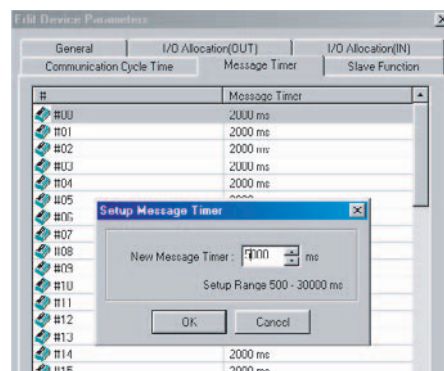 Edit Device Parameters
General
I/O Allocation(OUT)
I/O Allocation(IN)
Communication Cycle Time
Message Timer
Slave Function
#
Message Timer
#00 2000 ms
#01 2000 ms
#02 2000 ms
#03 2000 ms
#04 2000 ms
#05
#06
#07
#08
#09
#10
#11
#12
#13
#14 2000 ms
#15 2000 ms
Setup Message Timer
New Message Timer : 5000 ms
Setup Range 500 - 30000 ms
OK
Cancel